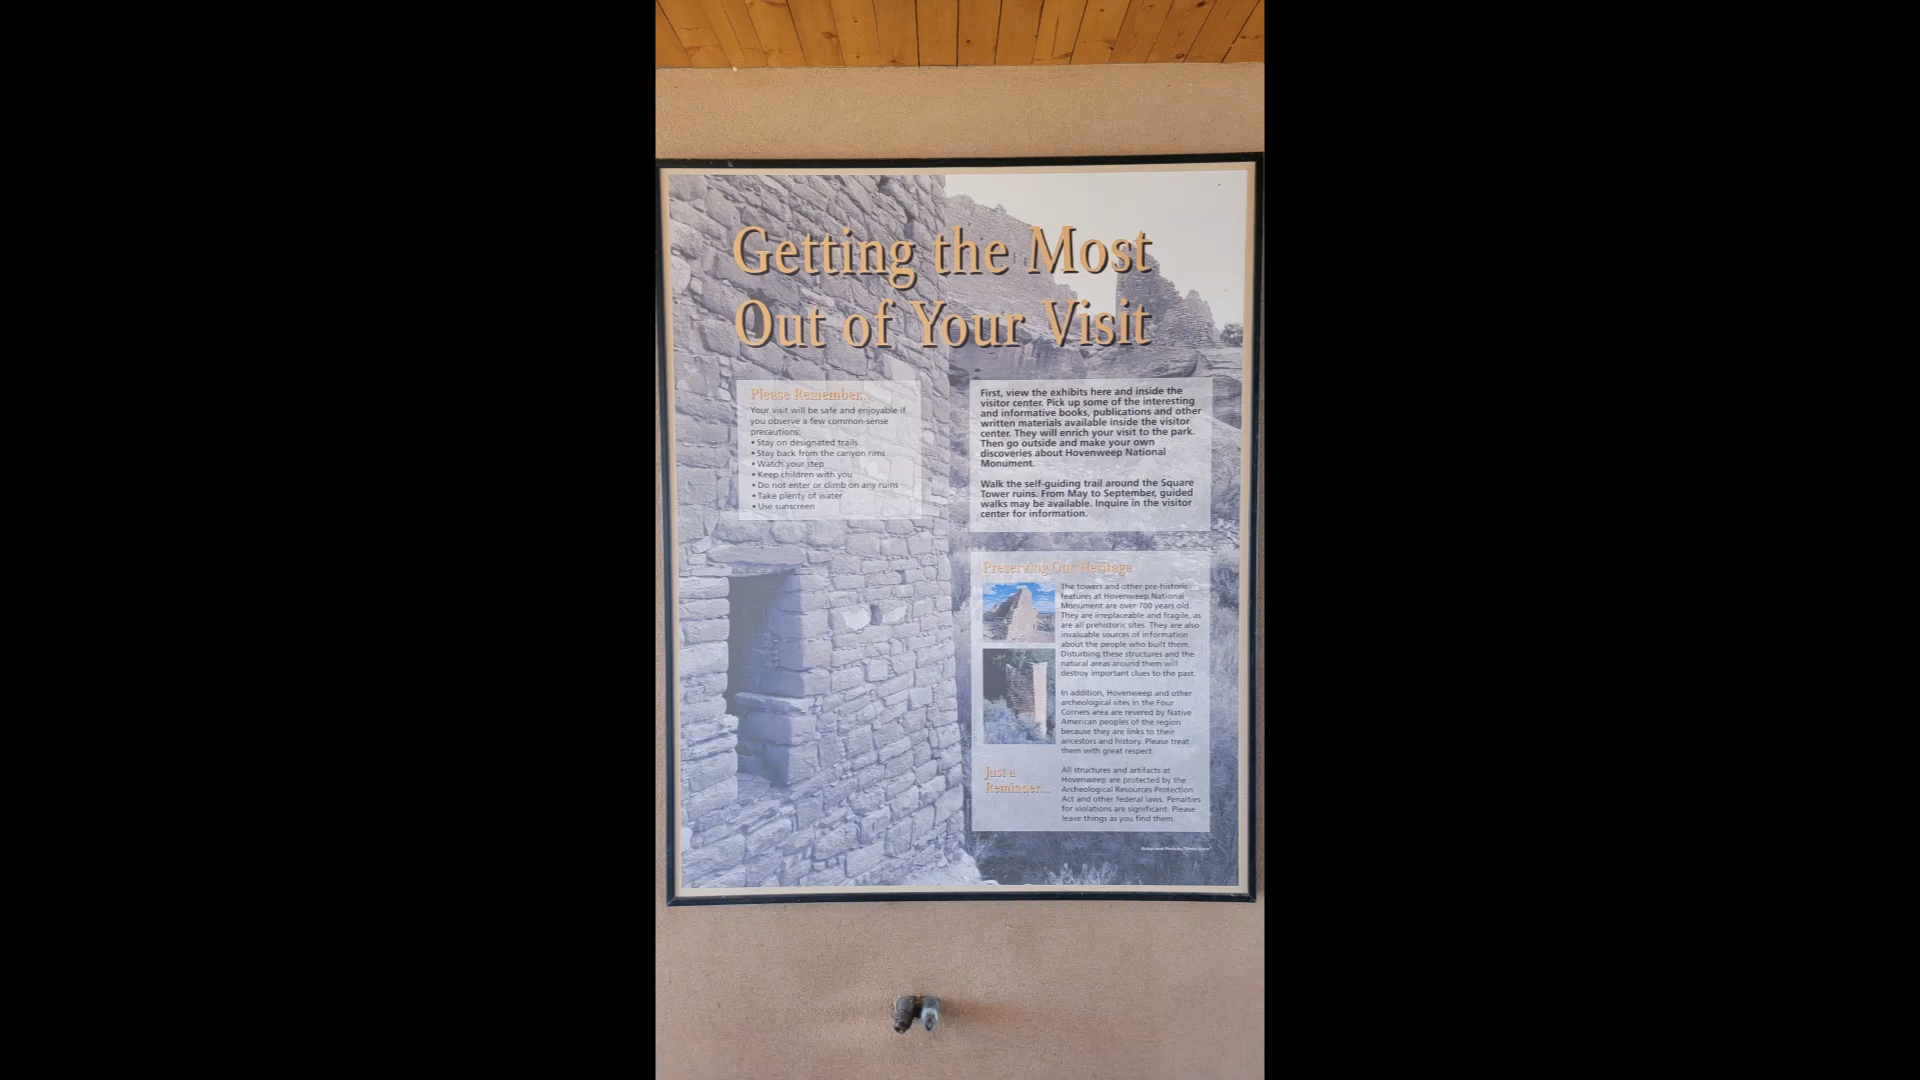 Getting the Most
Out of Your Visit
Please Remember...
Your visit will be safe and enjoyable if
you observe a few common-sense
precautions:
• Stay on designated trails
• Stay back from the canyon rims
• Watch your step
• Keep children with you
• Do not enter or climb on any ruins
• Take plenty of water
• Use sunscreen
First, view the exhibits here and inside the
visitor center. Pick up some of the interesting
and informative books, publications and other
written materials available inside the visitor
center. They will enrich your visit to the park.
Then go outside and make your own
discoveries about Hovenweep National
Monument.
Walk the self-guiding trail around the Square
Tower ruins. From May to September, guided
walks may be available. Inquire in the visitor
center for information.
Preserving Our Heritage
The towers and other pre-historic
features at Hovenweep National
Monument are over 700 years old.
They are irreplaceable and fragile, as
are all prehistoric sites. They are also
invaluable sources of information
about the people who built them.
Disturbing these structures and the
natural areas around them will
destroy important clues to the past.
In addition, Hovenweep and other
archeological sites in the Four
Corners area are revered by Native
American peoples of the region
because they are links to their
ancestors and history. Please treat
them with great respect.
Just a
Reminder...
All structures and artifacts at
Hovenweep are protected by the
Archeological Resources Protection
Act and other federal laws. Penalties
for violations are significant. Please
leave things as you find them.